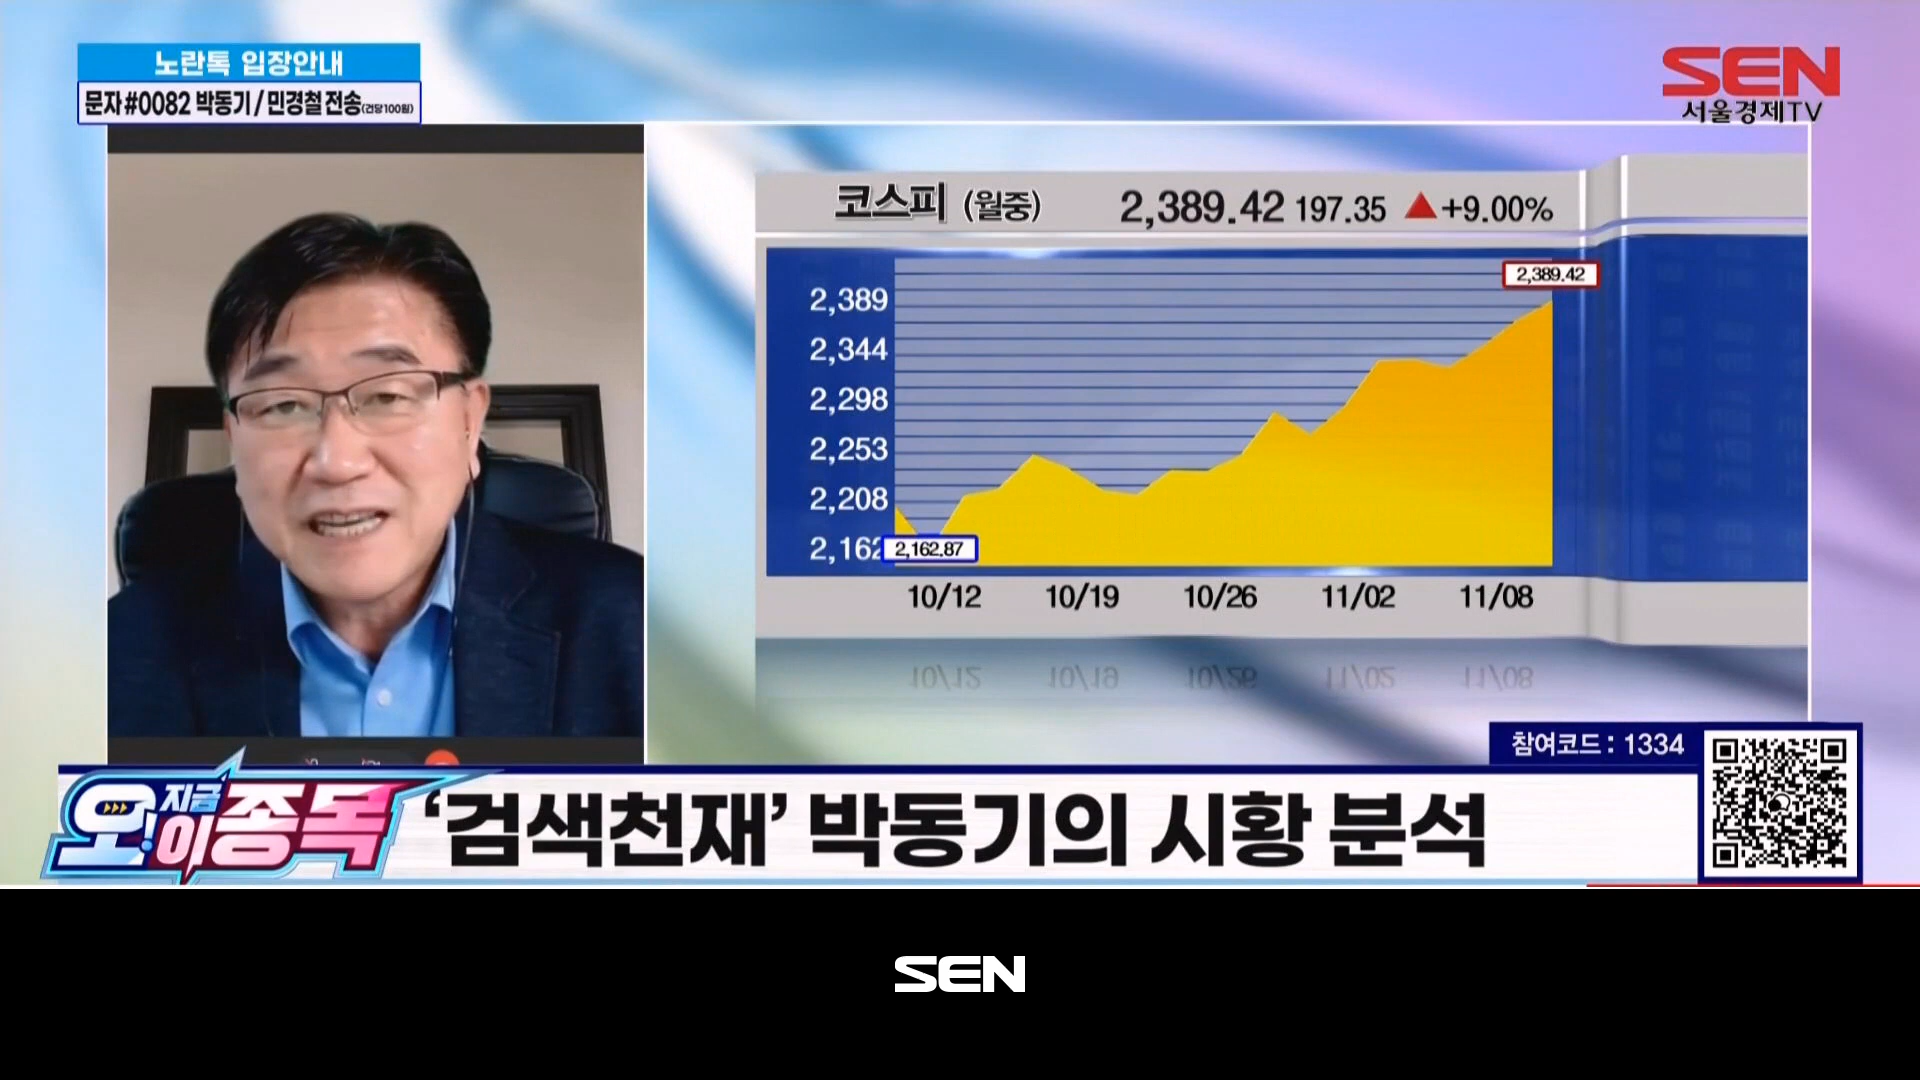 노란톡 입장안내
문자#0082 박동기/민경철 전송(건당100원)
SEN
서울경제TV
코스피 (월중) 2,389.42 197.35 ▲+9.00%
2,389.42
2,389
2,344
2,298
2,253
2,208
2,162
2,162.87
10/12 10/19 10/26 11/02 11/08
참여코드 : 1334
오! 지금 이종목
‘검색천재’ 박동기의 시황 분석
SEN